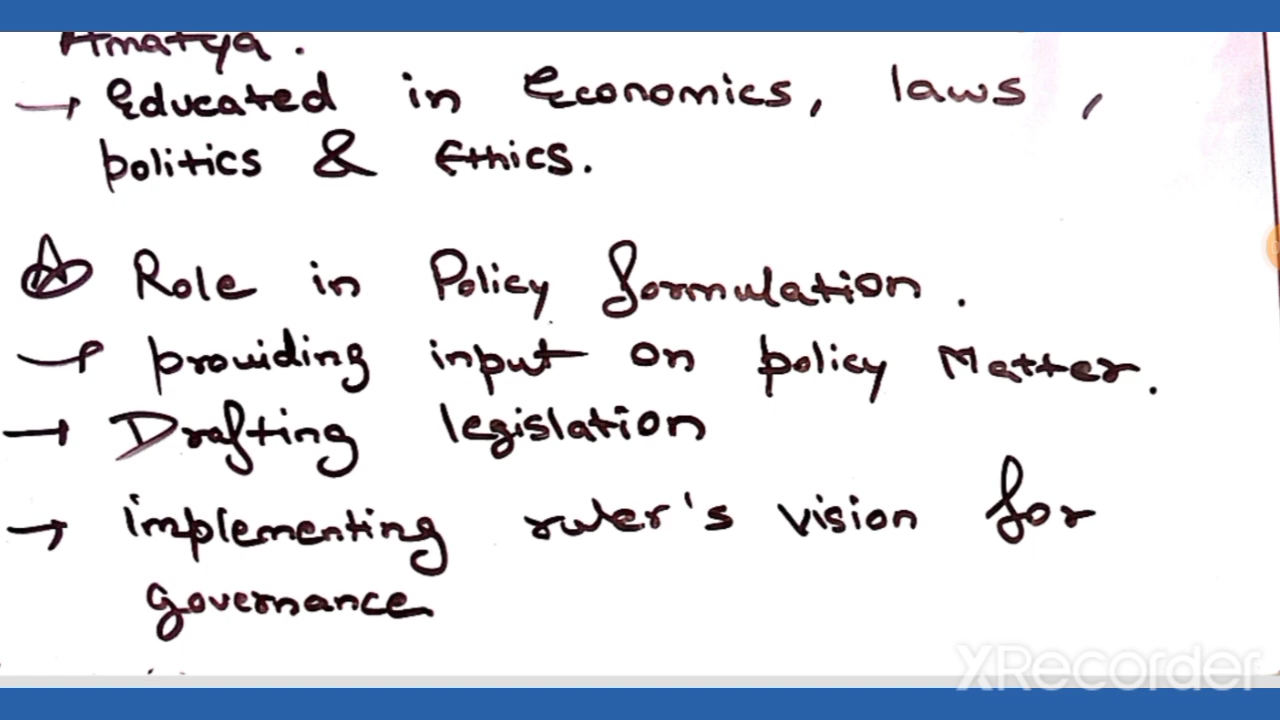 Amatya.
→ Educated in Economics, laws,
politics & Ethics.
Role in Policy formulation.
→ providing input on policy Matter.
→ Drafting legislation
→ implementing ruler's vision for
governance
XRecorder